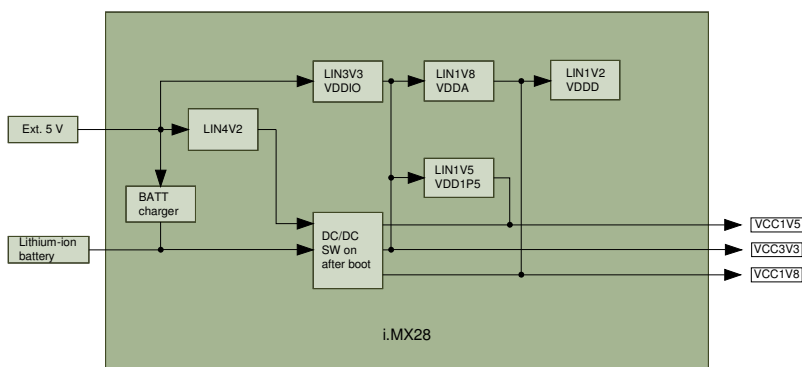 LIN3V3
VDDIO
LIN1V8
VDDA
LIN1V2
VDDD
Ext. 5 V
LIN4V2
LIN1V5
VDD1P5
BATT
charger
Lithium-ion
battery
DC/DC
SW on
after boot
VCC1V5
VCC3V3
VCC1V8
i.MX28